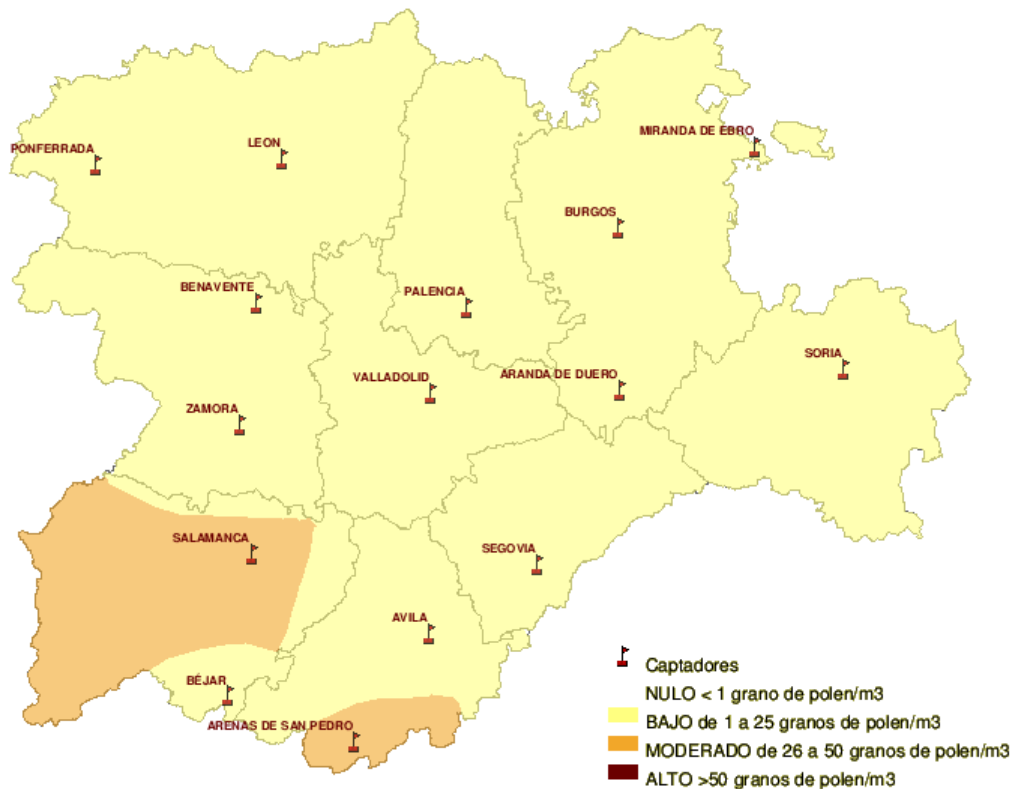 MIRANDA DE EBRO
PONFERRADA
LEON
BURGOS
BENAVENTE
PALENCIA
SORIA
VALLADOLID
ARANDA DE DUERO
ZAMORA
SALAMANCA
SEGOVIA
AVILA
BÉJAR
ARENAS DE SAN PEDRO
Captadores
NULO < 1 grano de polen/m3
BAJO de 1 a 25 granos de polen/m3
MODERADO de 26 a 50 granos de polen/m3
ALTO >50 granos de polen/m3